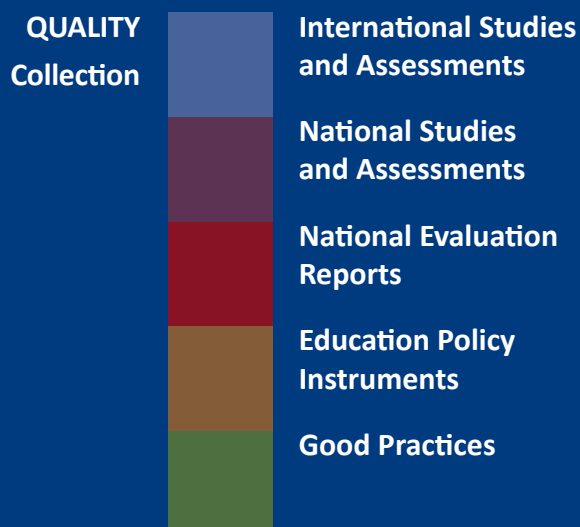 QUALITY
Collection
International Studies
and Assessments
National Studies
and Assessments
National Evaluation
Reports
Education Policy
Instruments
Good Practices